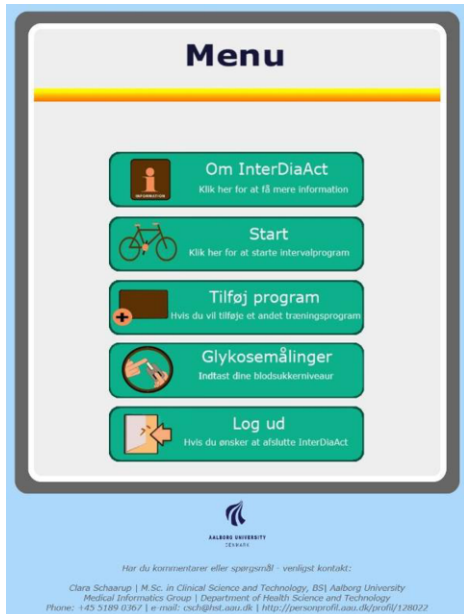 Menu
Om InterDiaAct
Klik her for at få mere information
INFORMATION
Start
Klik her for at starte intervalprogram
Tilføj program
Hvis du vil tilføje et andet træningsprogram
Glykosemålinger
Indtast dine blodsukkerniveaur
Log ud
Hvis du ønsker at afslutte InterDiaAct
AALBORG UNIVERSITY
DENMARK
Har du kommentarer eller spørgsmål - venligst kontakt:
Clara Schaarup | M.Sc. in Clinical Science and Technology, BS| Aalborg University
Medical Informatics Group | Department of Health Science and Technology
Phone: +45 5189 0367 | e-mail: csch@hst.aau.dk | http://personprofil.aau.dk/profil/128022